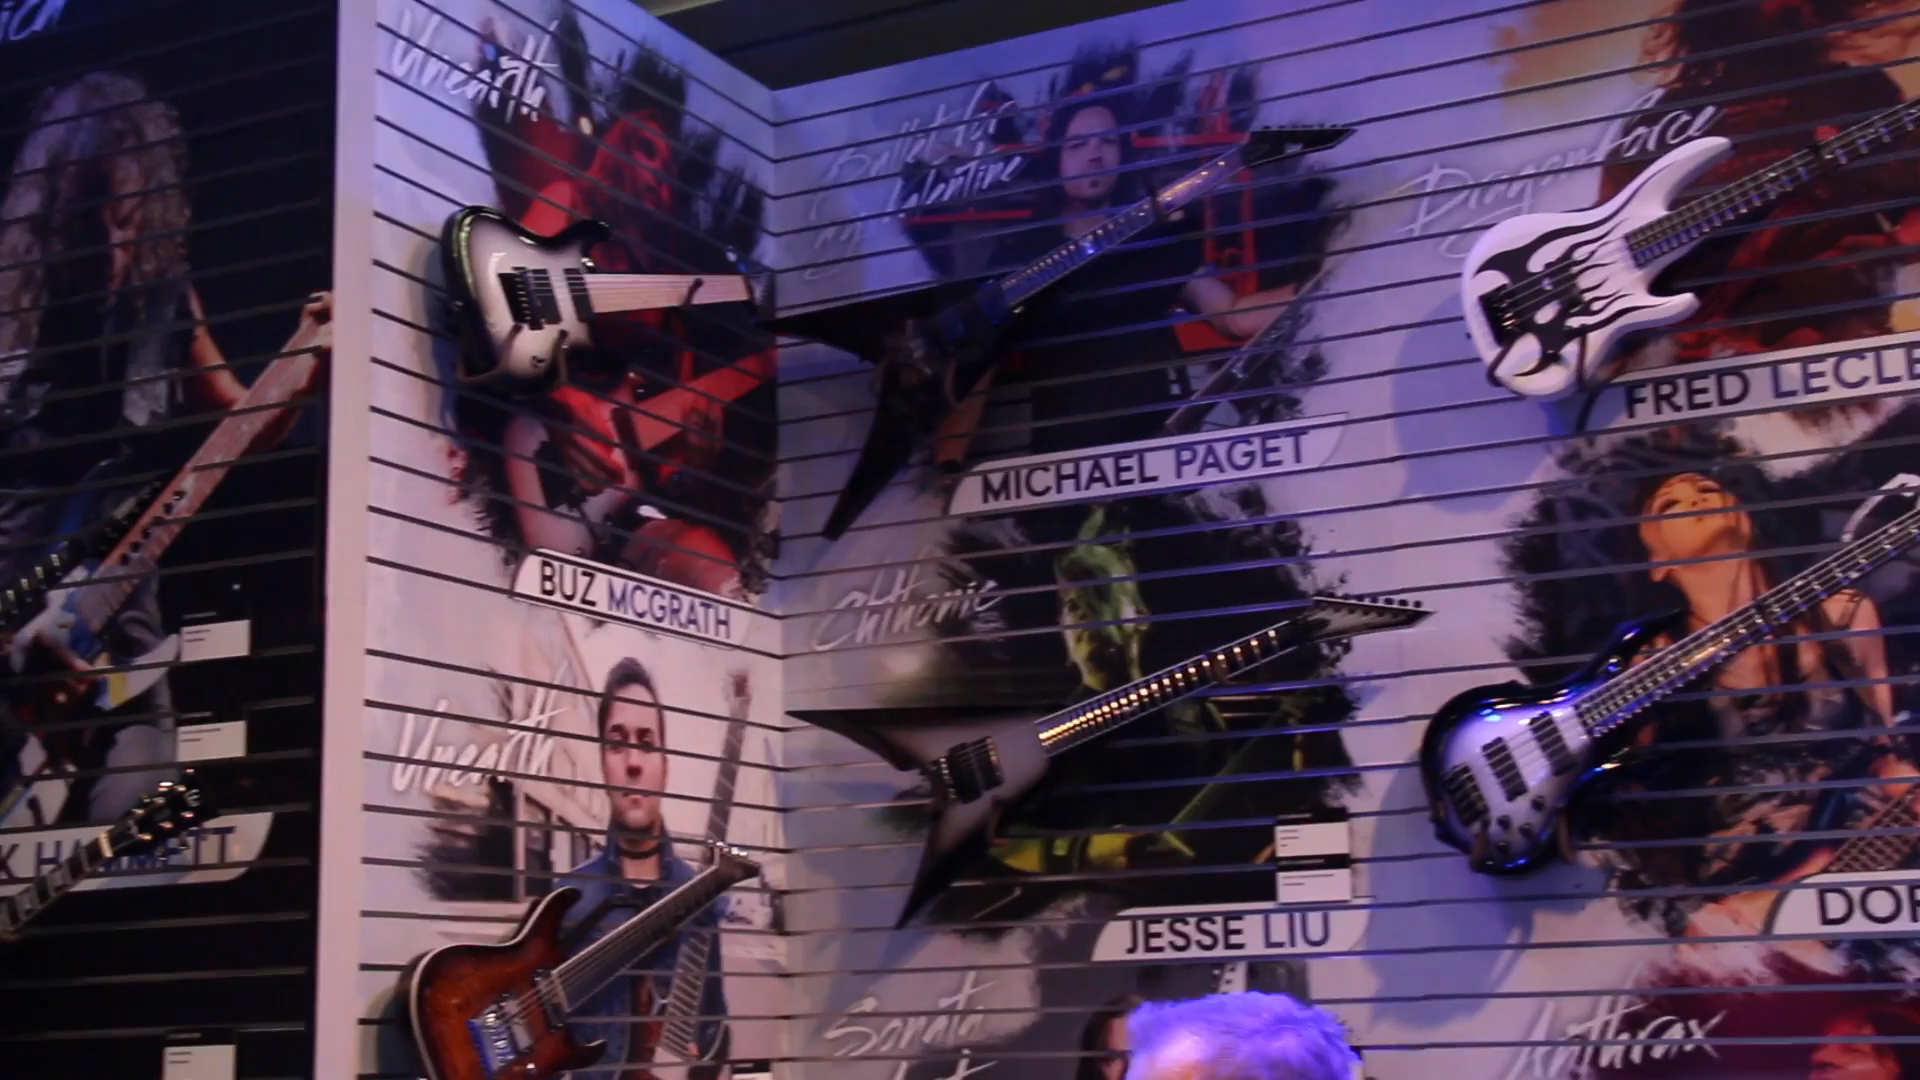 Unearth
Bullet for
my Valentine
Dragonforce
FRED LECLE
MICHAEL PAGET
BUZ MCGRATH
Chthonic
Unearth
K HAMMETT
JESSE LIU
DOR
Sonata
Anthrax